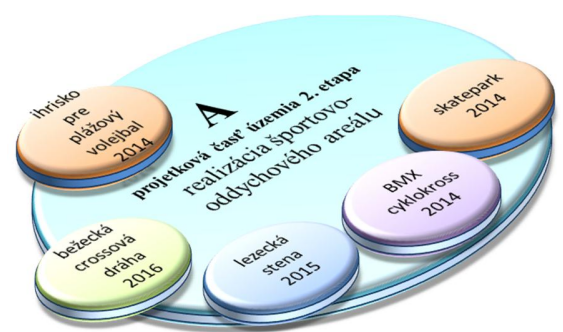 A
projetková časť územia 2. etapa
realizácia športovo-
oddychového areálu
ihrisko
pre
plážový
volejbal
2014
skatepark
2014
BMX
cyklokross
2014
lezecká
stena
2015
bežecká
crossová
dráha
2016